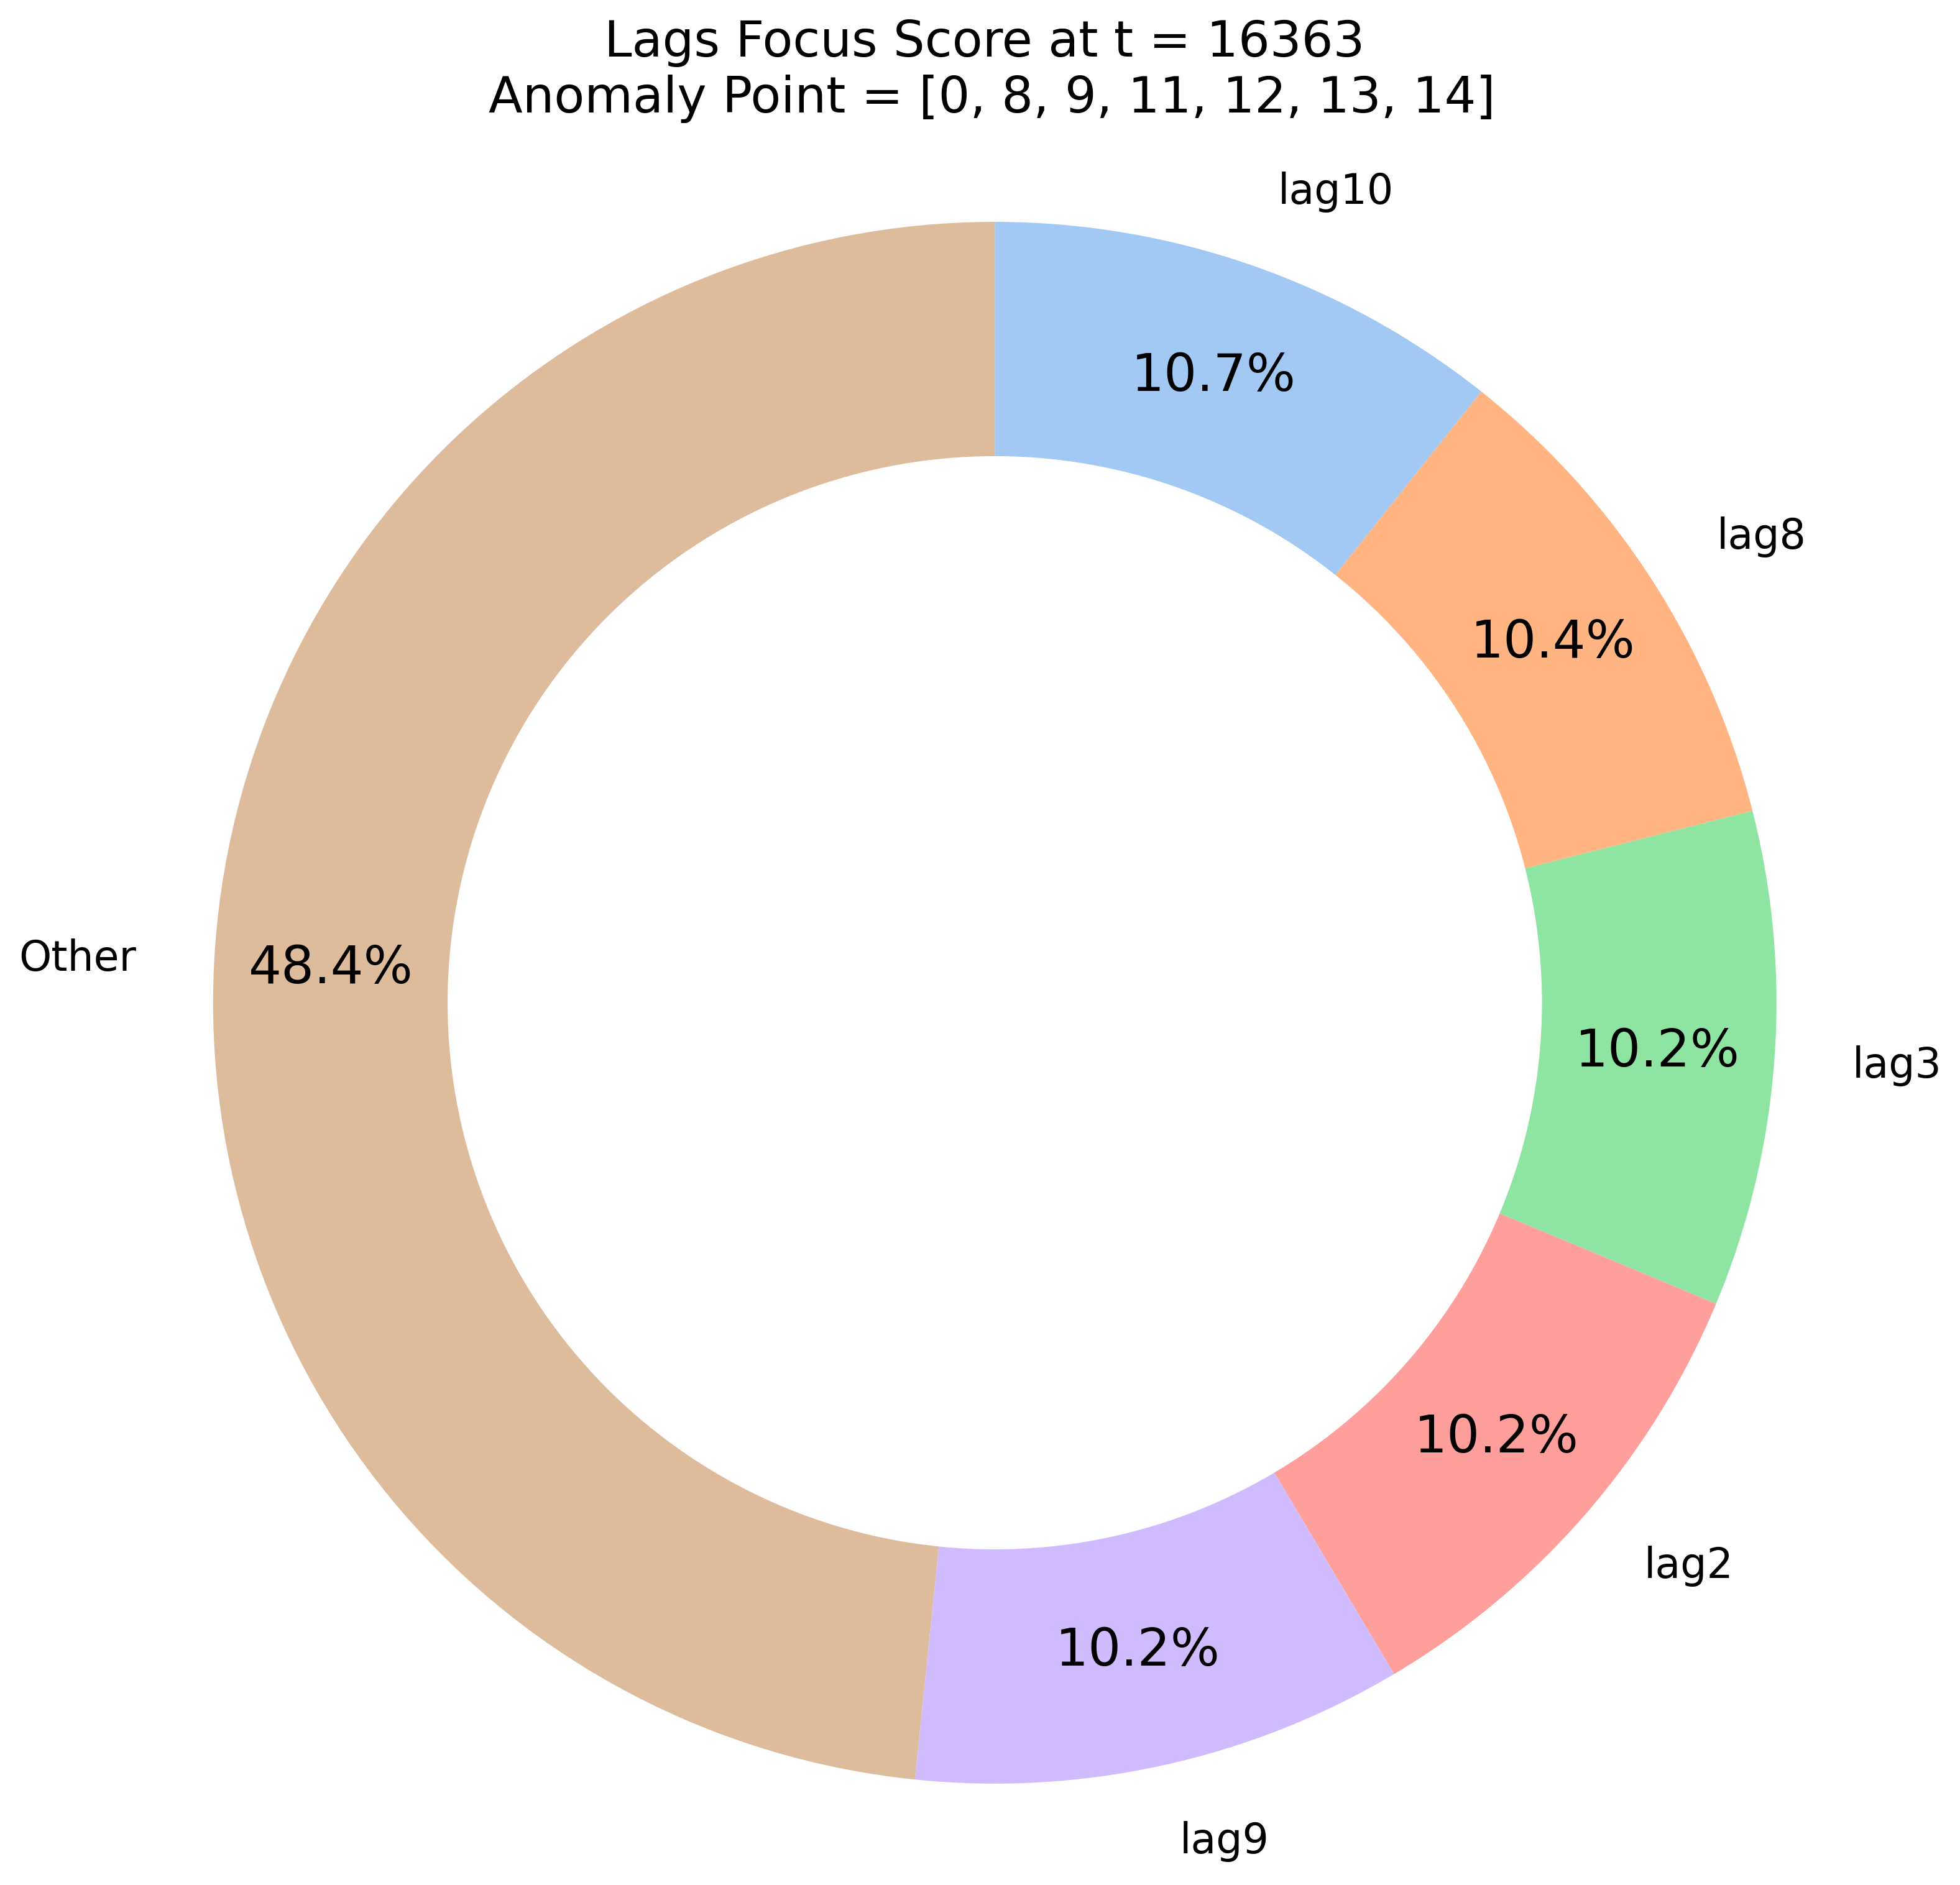 Lags Focus Score at t = 16363
Anomaly Point = [0, 8, 9, 11, 12, 13, 14]
lag10
10.7%
lag8
10.4%
lag3
10.2%
lag2
10.2%
lag9
10.2%
Other
48.4%